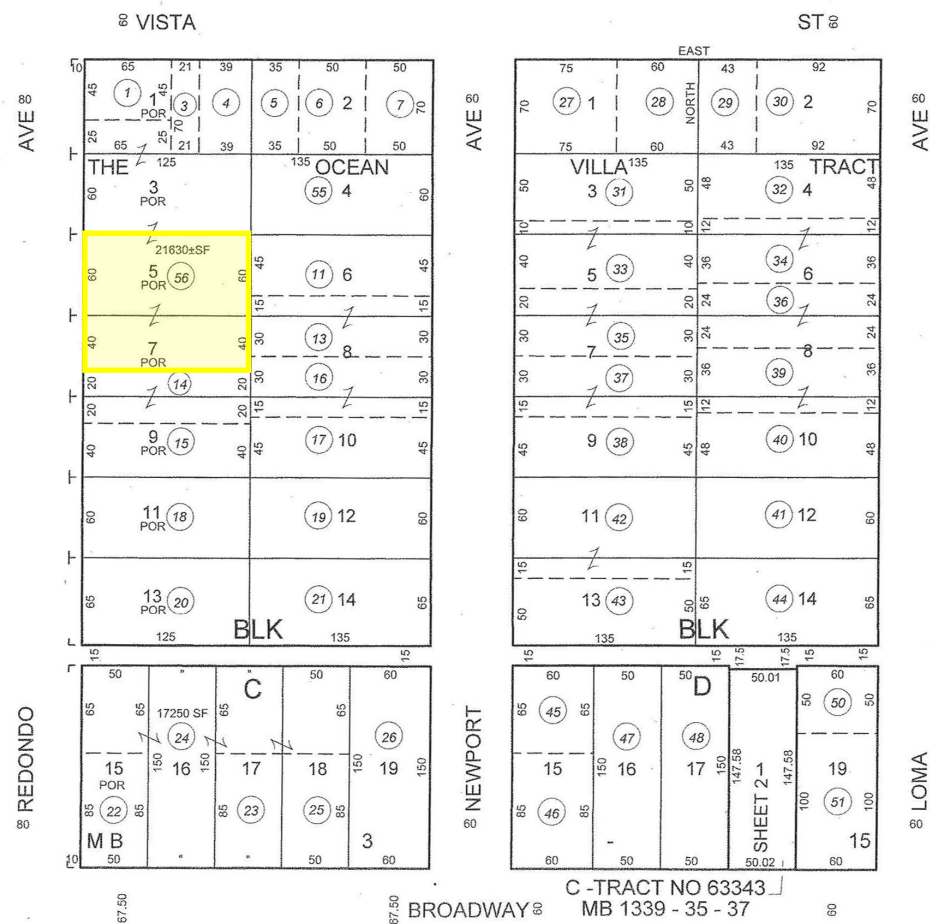 60 VISTA ST 60
EAST
10 65 21 39 35 50 50 75 60 43 92
AVE 80 45 1 1 POR 3 4 5 6 2 7 70 AVE 60 70 27 1 28 NORTH 29 30 2 70 AVE 60
25 65 25 70 21 39 35 50 50 75 60 43 92
THE 125 135 OCEAN VILLA 135 135 TRACT
60 3 POR 55 4 60 50 3 31 50 48 32 4 48
10 10 12 12
21630±SF
60 5 POR 56 60 45 11 6 45 40 5 33 40 36 34 6 36
15 15 20 20 24 36 24
40 7 POR 40 30 13 8 30 30 7 35 30 24 8 24
20 14 20 30 16 30 30 37 30 36 39 36
20 20 15 15 15 15 12 12
40 9 POR 15 40 45 17 10 45 45 9 38 45 48 40 10 48
60 11 POR 18 19 12 60 60 11 42 41 12 60
15 15
65 13 POR 20 21 14 65 50 13 43 50 65 44 14 65
125 BLK 135 135 BLK 135
15 15 15 15 17.5 17.5 15
50 " " 50 60 60 50 50 50.01 60
C D
65 65 17250 SF 65 65 65 45 50 50 50
24 26 47 48
15 POR 150 16 150 17 18 150 19 150 15 150 16 17 150 147.58 1 147.58 19
REDONDO 80 85 22 85 85 23 25 85 NEWPORT 60 85 46 SHEET 2 100 51 100 LOMA 60
M B 3 15
10 50 " " 50 60 60 50 50 50.02 60
C -TRACT NO 63343
67.50 67.50 BROADWAY 60 MB 1339 - 35 - 37 60